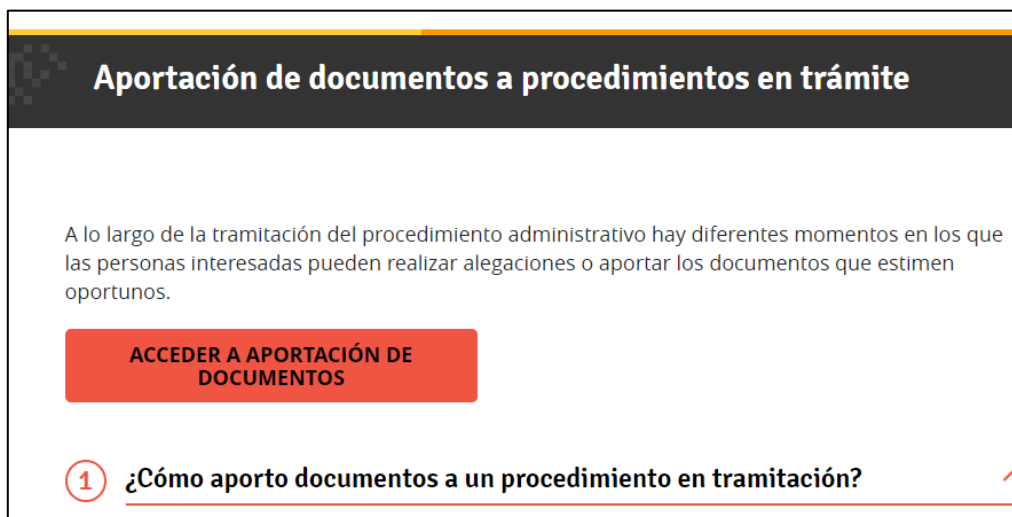 Aportación de documentos a procedimientos en trámite
A lo largo de la tramitación del procedimiento administrativo hay diferentes momentos en los que
las personas interesadas pueden realizar alegaciones o aportar los documentos que estimen
oportunos.
ACCEDER A APORTACIÓN DE
DOCUMENTOS
1 ¿Cómo aporto documentos a un procedimiento en tramitación?